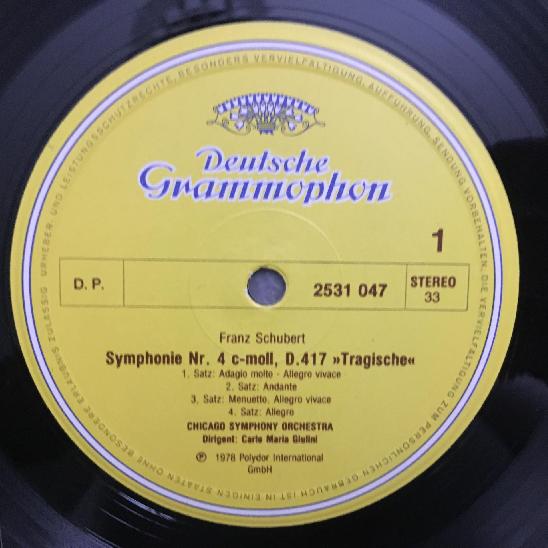 URHEBER- UND LEISTUNGSSCHUTZRECHTE, BESONDERS VERVIELFÄLTIGUNG, AUFFÜHRUNG, SENDUNG VORBEHALTEN. DIE VERVIELFÄLTIGUNG ZUM PERSÖNLICHEN GEBRAUCH IST IN EINIGEN STAATEN OHNE BESONDERE ERLAUBNIS ZULÄSSIG
Deutsche
Grammophon
1
D. P.
2531 047
STEREO
33
Franz Schubert
Symphonie Nr. 4 c-moll, D.417 »Tragische«
1. Satz: Adagio molto - Allegro vivace
2. Satz: Andante
3. Satz: Menuetto. Allegro vivace
4. Satz: Allegro
CHICAGO SYMPHONY ORCHESTRA
Dirigent: Carlo Maria Giulini
℗ 1978 Polydor International
GmbH